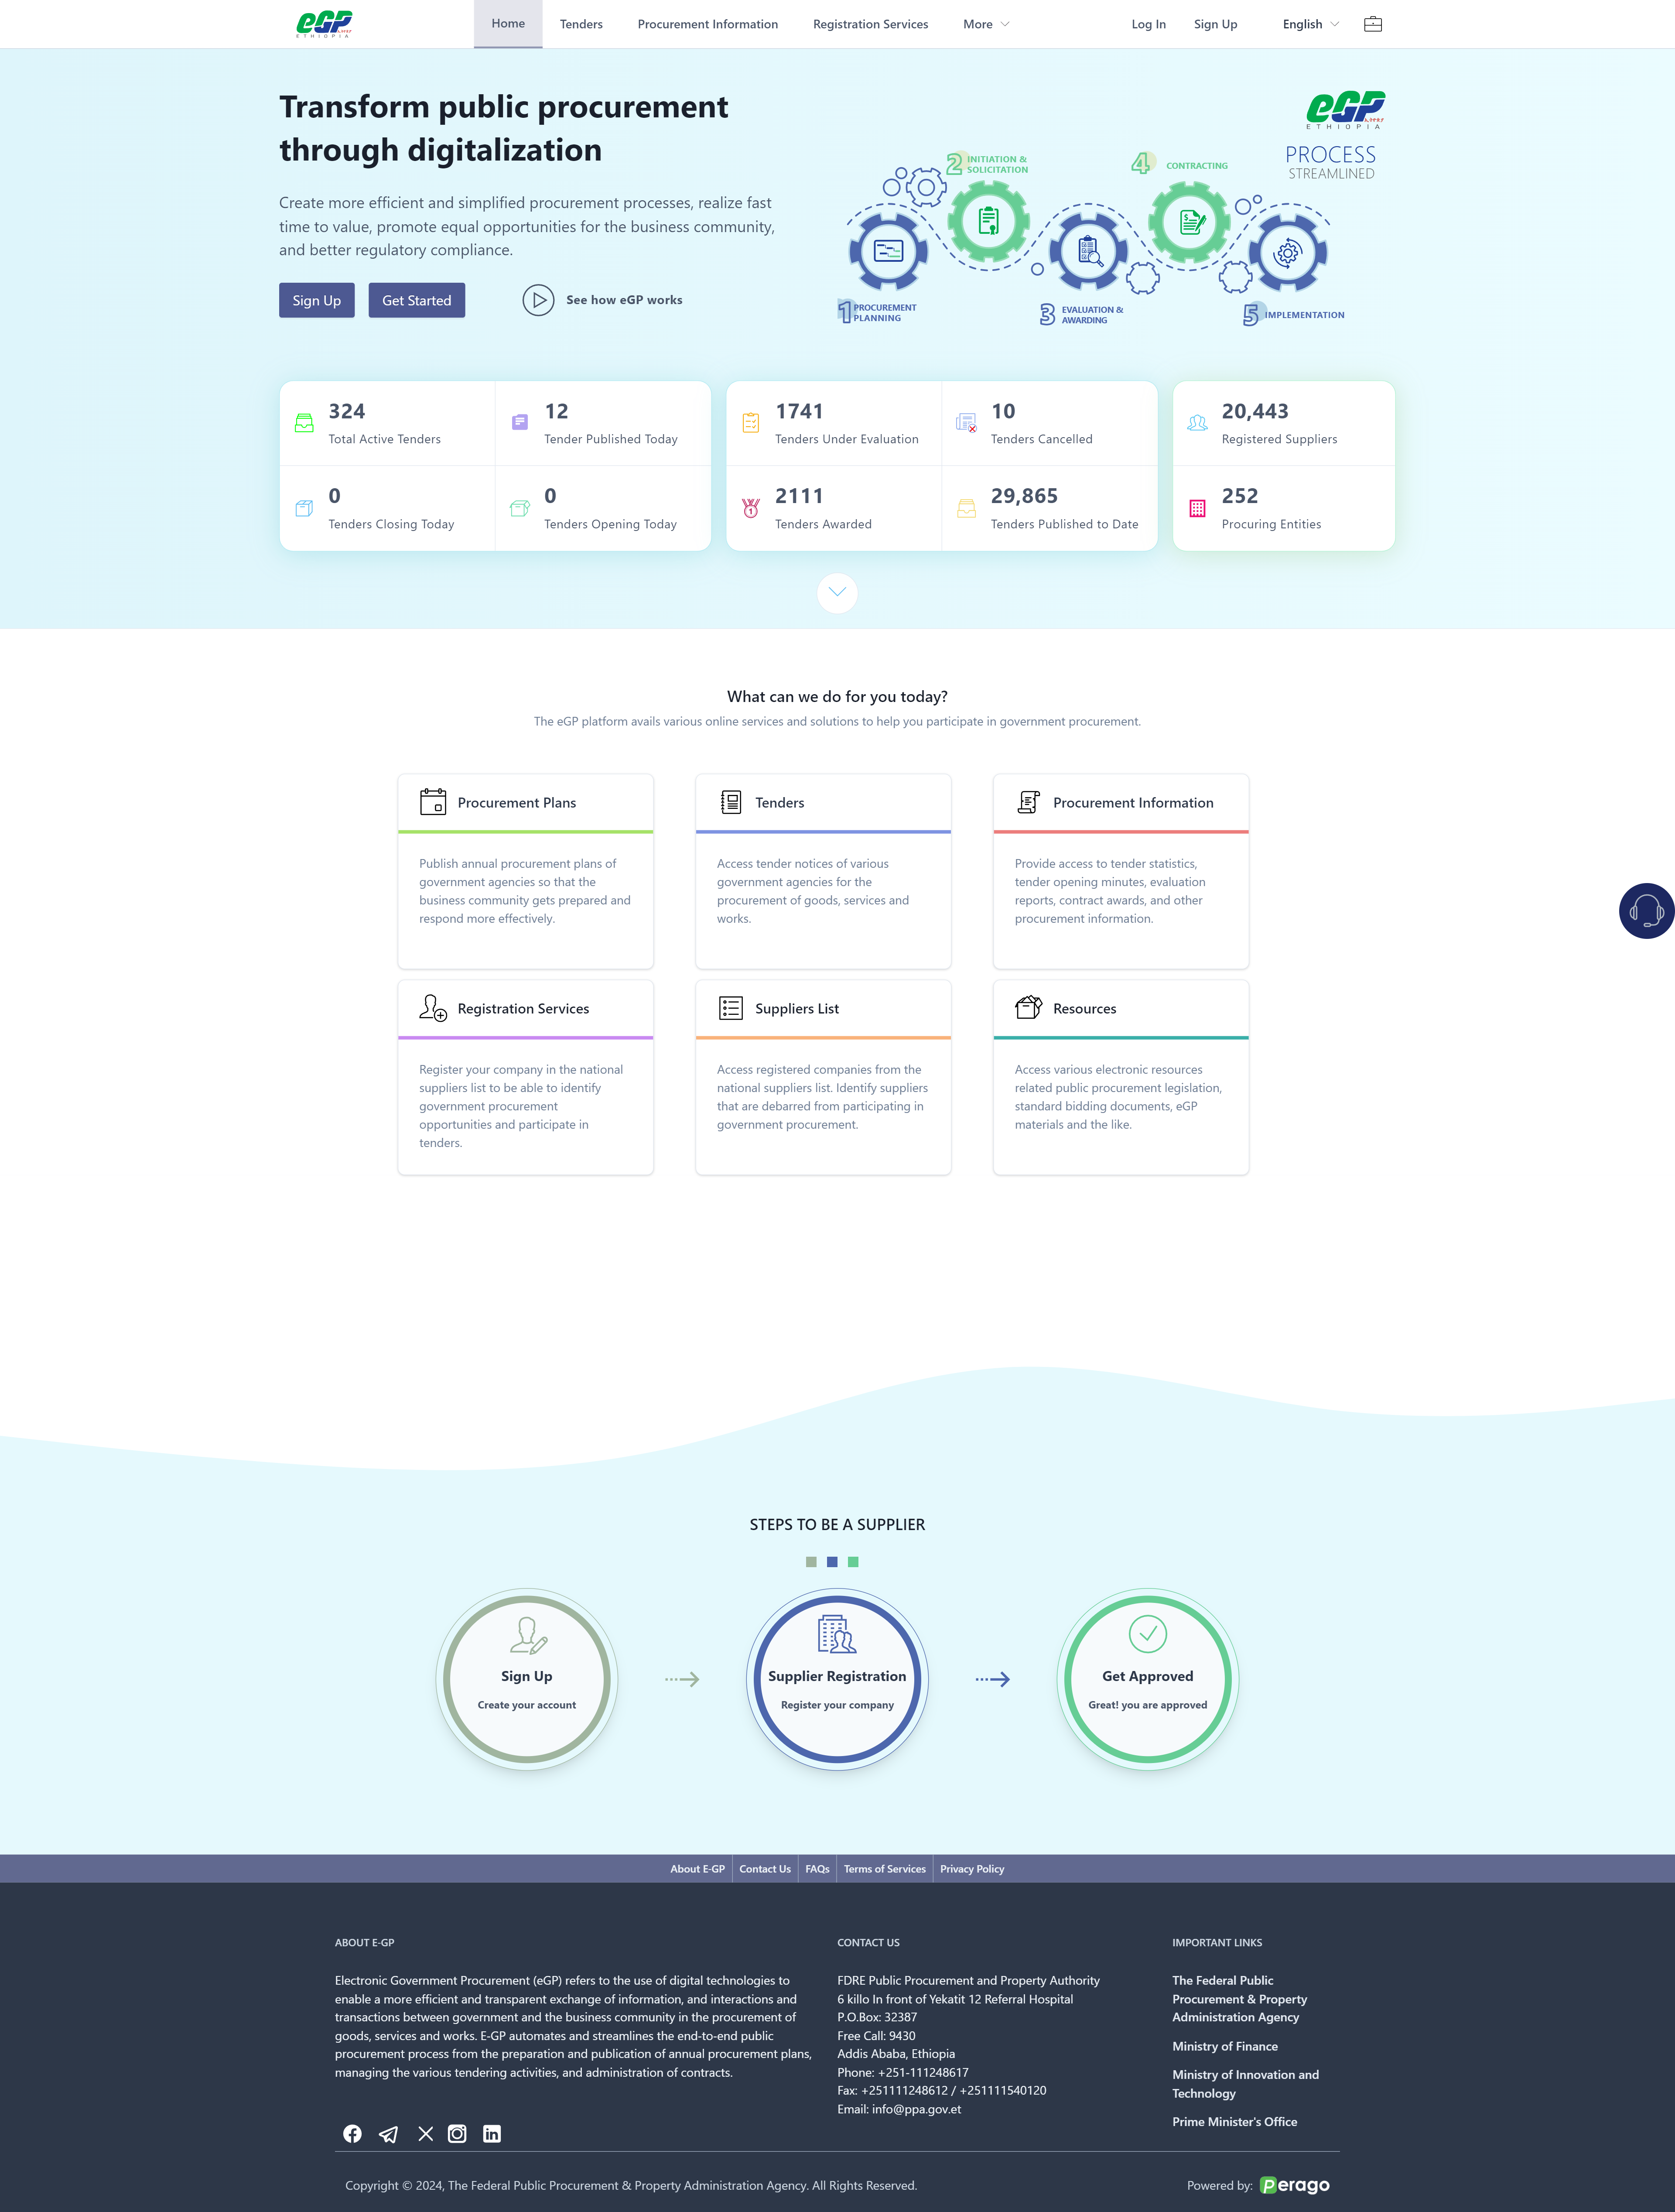 eGP
ETHIOPIA
Home
Tenders
Procurement Information
Registration Services
More
Log In
Sign Up
English
Transform public procurement
through digitalization
Create more efficient and simplified procurement processes, realize fast
time to value, promote equal opportunities for the business community,
and better regulatory compliance.
Sign Up
Get Started
See how eGP works
eGP
ETHIOPIA
PROCESS
STREAMLINED
2 INITIATION &
SOLICITATION
4 CONTRACTING
1 PROCUREMENT
PLANNING
3 EVALUATION &
AWARDING
5 IMPLEMENTATION
324
Total Active Tenders
12
Tender Published Today
0
Tenders Closing Today
0
Tenders Opening Today
1741
Tenders Under Evaluation
10
Tenders Cancelled
2111
Tenders Awarded
29,865
Tenders Published to Date
20,443
Registered Suppliers
252
Procuring Entities
What can we do for you today?
The eGP platform avails various online services and solutions to help you participate in government procurement.
Procurement Plans
Publish annual procurement plans of
government agencies so that the
business community gets prepared and
respond more effectively.
Tenders
Access tender notices of various
government agencies for the
procurement of goods, services and
works.
Procurement Information
Provide access to tender statistics,
tender opening minutes, evaluation
reports, contract awards, and other
procurement information.
Registration Services
Register your company in the national
suppliers list to be able to identify
government procurement
opportunities and participate in
tenders.
Suppliers List
Access registered companies from the
national suppliers list. Identify suppliers
that are debarred from participating in
government procurement.
Resources
Access various electronic resources
related public procurement legislation,
standard bidding documents, eGP
materials and the like.
STEPS TO BE A SUPPLIER
Sign Up
Create your account
Supplier Registration
Register your company
Get Approved
Great! you are approved
About E-GP
Contact Us
FAQs
Terms of Services
Privacy Policy
ABOUT E-GP
Electronic Government Procurement (eGP) refers to the use of digital technologies to
enable a more efficient and transparent exchange of information, and interactions and
transactions between government and the business community in the procurement of
goods, services and works. E-GP automates and streamlines the end-to-end public
procurement process from the preparation and publication of annual procurement plans,
managing the various tendering activities, and administration of contracts.
CONTACT US
FDRE Public Procurement and Property Authority
6 killo In front of Yekatit 12 Referral Hospital
P.O.Box: 32387
Free Call: 9430
Addis Ababa, Ethiopia
Phone: +251-111248617
Fax: +251111248612 / +251111540120
Email: info@ppa.gov.et
IMPORTANT LINKS
The Federal Public
Procurement & Property
Administration Agency
Ministry of Finance
Ministry of Innovation and
Technology
Prime Minister's Office
Copyright © 2024, The Federal Public Procurement & Property Administration Agency. All Rights Reserved.
Powered by: perago